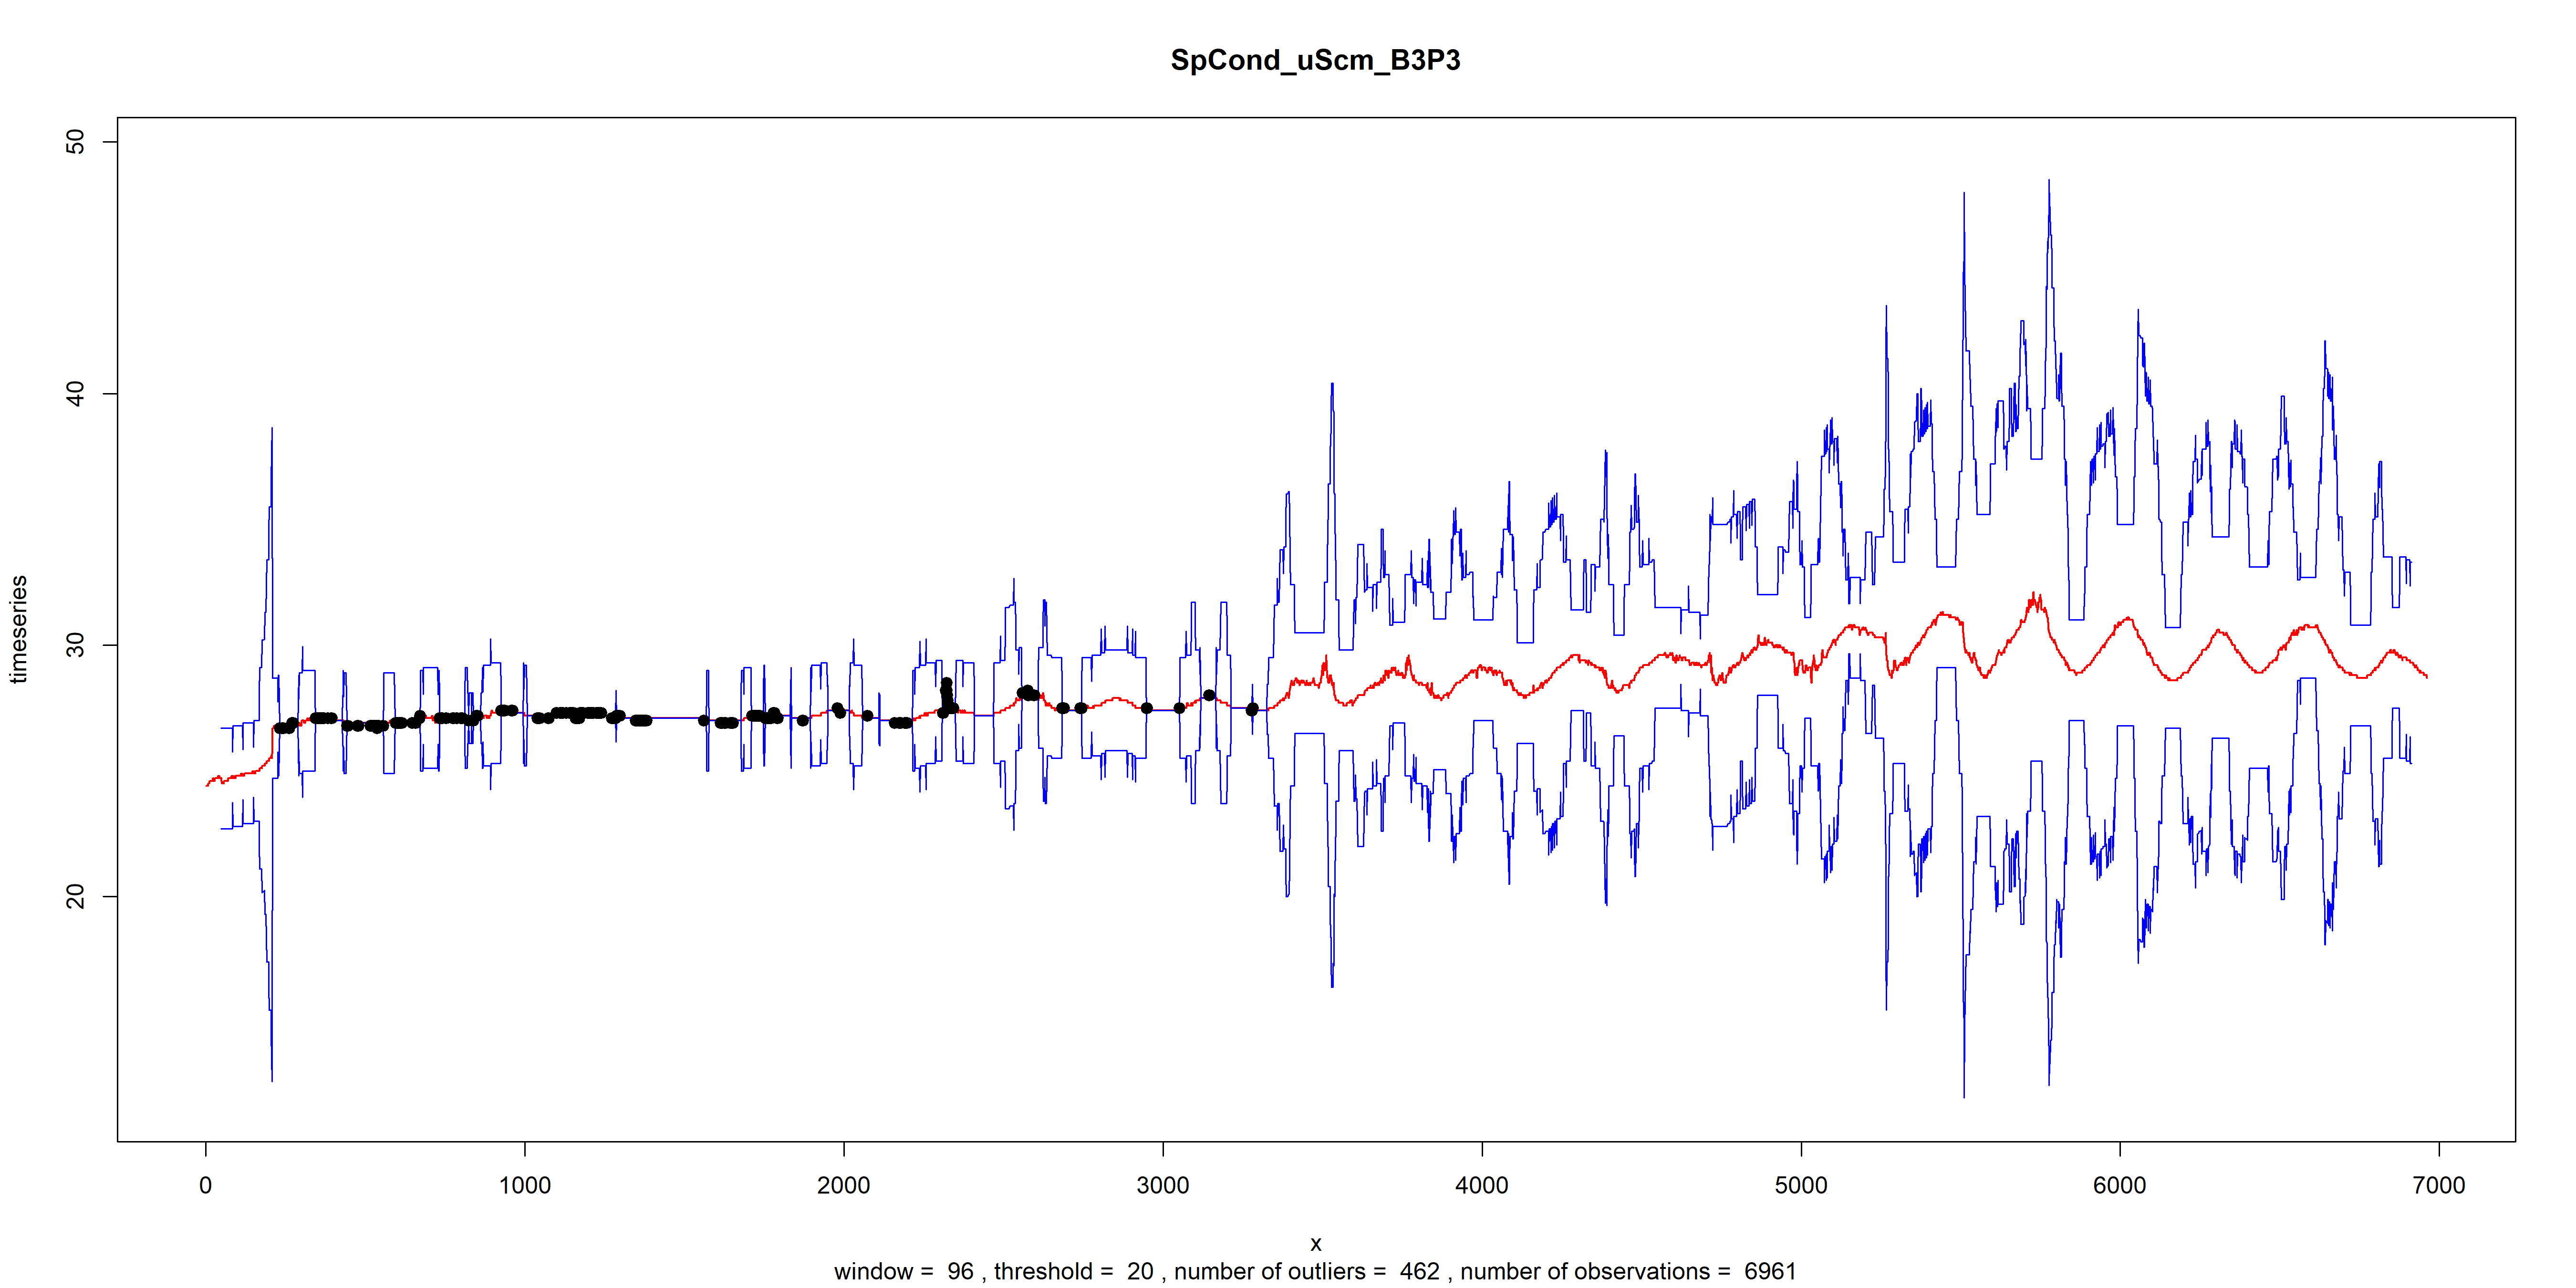 SpCond_uScm_B3P3
50
40
30
20
timeseries
0 1000 2000 3000 4000 5000 6000 7000
x
window =  96 , threshold =  20 , number of outliers =  462 , number of observations =  6961